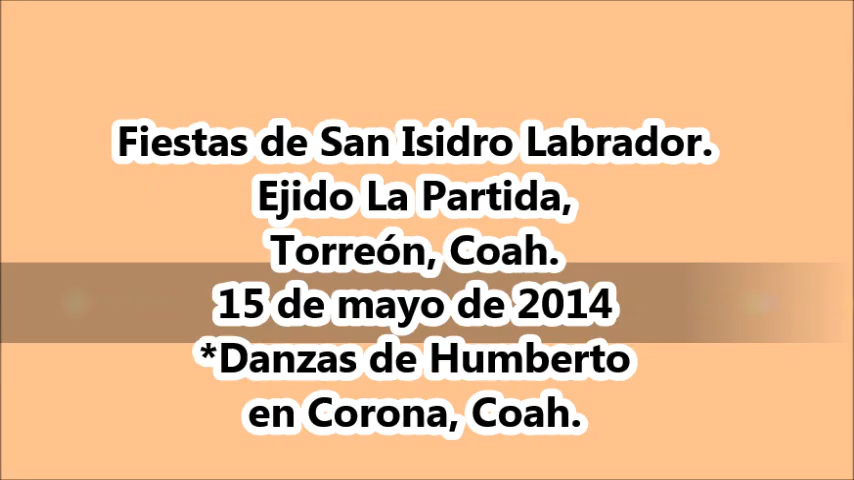 Fiestas de San Isidro Labrador.
Ejido La Partida,
Torreón, Coah.
15 de mayo de 2014
*Danzas de Humberto
en Corona, Coah.